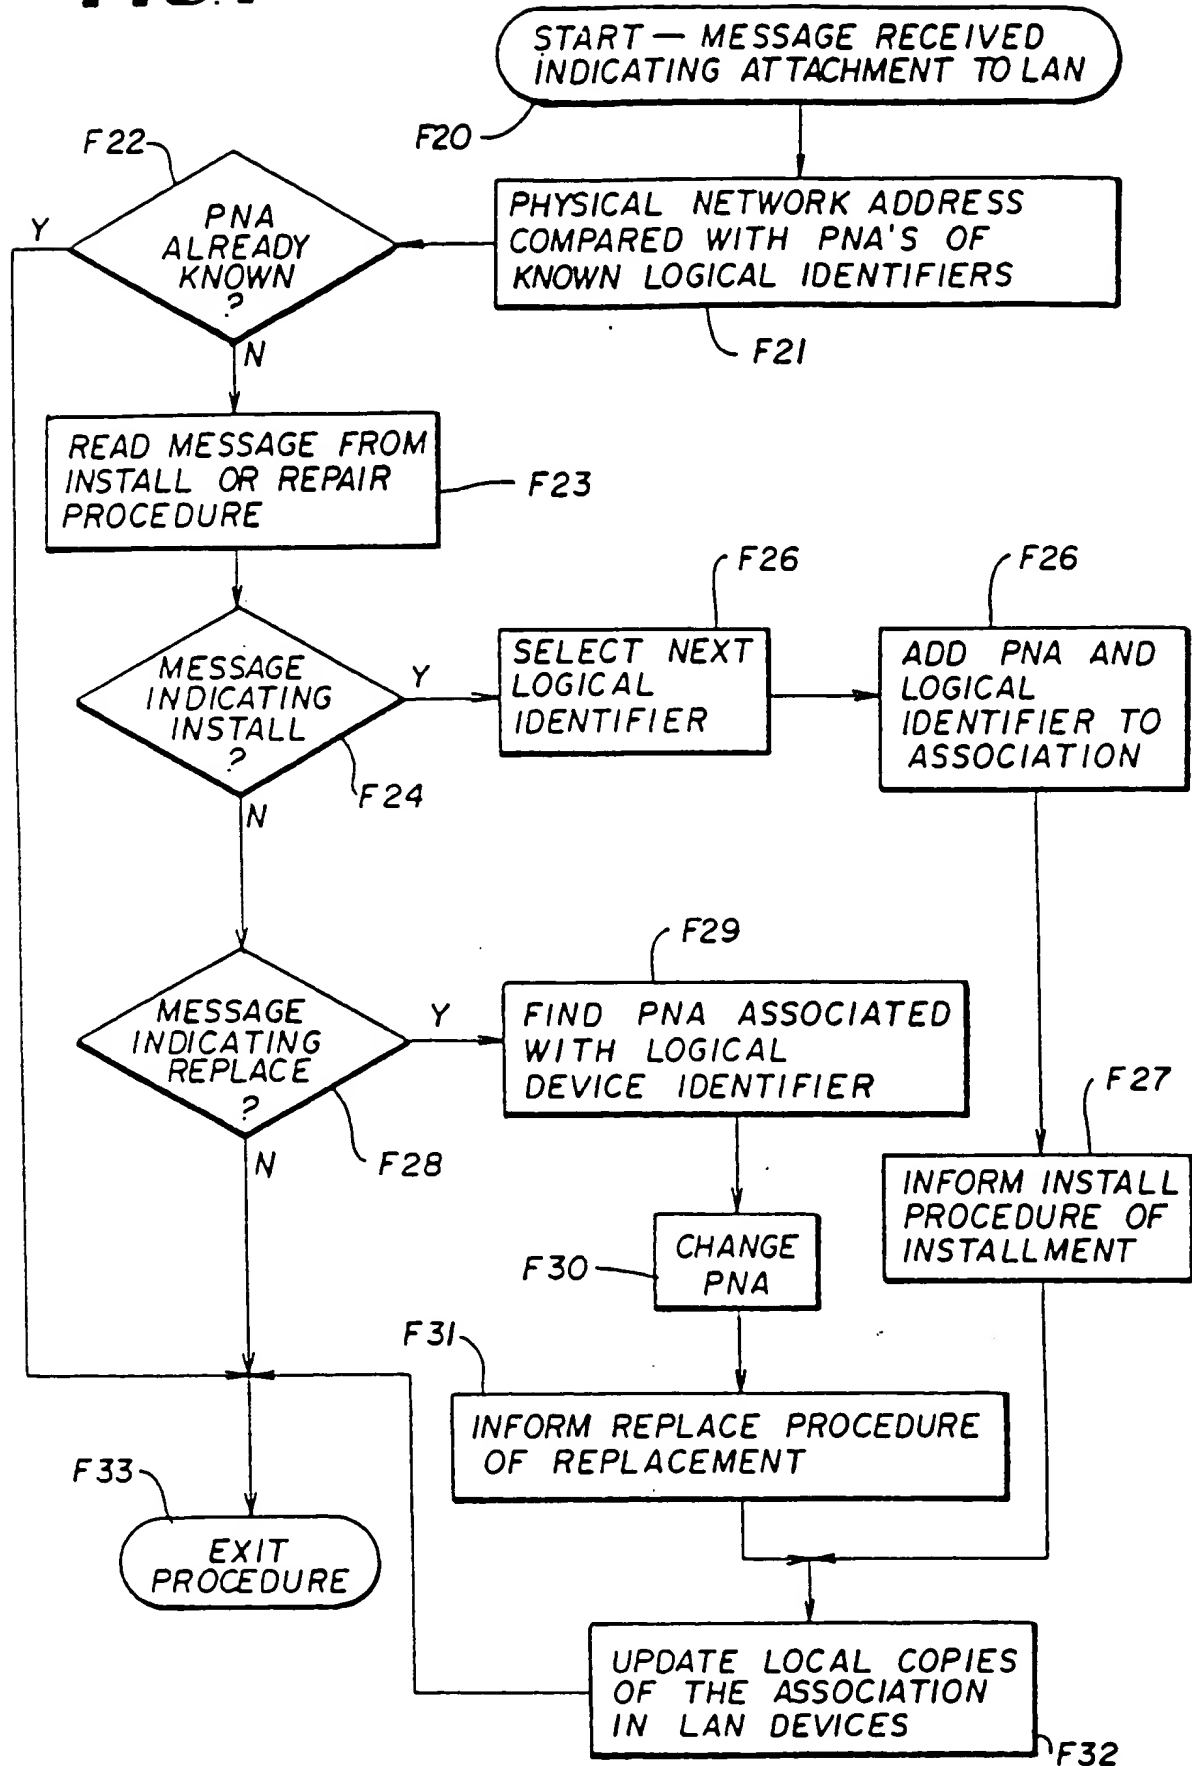 START — MESSAGE RECEIVED
INDICATING ATTACHMENT TO LAN
F20
F22
PHYSICAL NETWORK ADDRESS
COMPARED WITH PNA'S OF
KNOWN LOGICAL IDENTIFIERS
F21
Y
PNA
ALREADY
KNOWN
?
N
READ MESSAGE FROM
INSTALL OR REPAIR
PROCEDURE
F23
MESSAGE
INDICATING
INSTALL
?
Y
F24
N
F26
SELECT NEXT
LOGICAL
IDENTIFIER
F26
ADD PNA AND
LOGICAL
IDENTIFIER TO
ASSOCIATION
MESSAGE
INDICATING
REPLACE
?
Y
F28
N
F29
FIND PNA ASSOCIATED
WITH LOGICAL
DEVICE IDENTIFIER
F27
INFORM INSTALL
PROCEDURE OF
INSTALLMENT
F30
CHANGE
PNA
F31
INFORM REPLACE PROCEDURE
OF REPLACEMENT
F33
EXIT
PROCEDURE
UPDATE LOCAL COPIES
OF THE ASSOCIATION
IN LAN DEVICES
F32